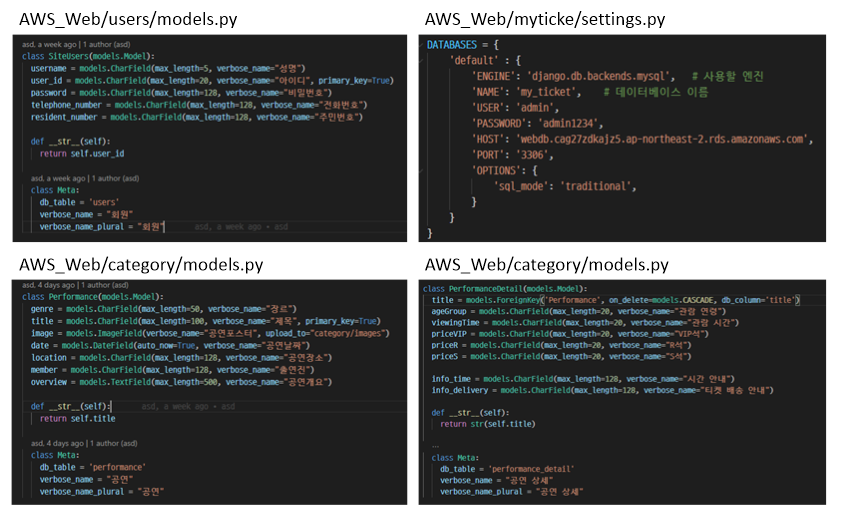 AWS_Web/users/models.py
asd, a week ago | 1 author (asd)
class SiteUsers(models.Model):
username = models.CharField(max_length=5, verbose_name="성명")
user_id = models.CharField(max_length=20, verbose_name="아이디", primary_key=True)
password = models.CharField(max_length=128, verbose_name="비밀번호")
telephone_number = models.CharField(max_length=128, verbose_name="전화번호")
resident_number = models.CharField(max_length=128, verbose_name="주민번호")
def __str__(self):
return self.user_id
asd, a week ago | 1 author (asd)
class Meta:
db_table = 'users'
verbose_name = "회원"
verbose_name_plural = "회원" asd, a week ago • asd
AWS_Web/myticke/settings.py
DATABASES = {
'default' : {
'ENGINE': 'django.db.backends.mysql', # 사용할 엔진
'NAME': 'my_ticket', # 데이터베이스 이름
'USER': 'admin',
'PASSWORD': 'admin1234',
'HOST': 'webdb.cag27zdkajz5.ap-northeast-2.rds.amazonaws.com',
'PORT': '3306',
'OPTIONS': {
'sql_mode': 'traditional',
}
}
}
AWS_Web/category/models.py
asd, 4 days ago | 1 author (asd)
class Performance(models.Model):
genre = models.CharField(max_length=50, verbose_name="장르")
title = models.CharField(max_length=100, verbose_name="제목", primary_key=True)
image = models.ImageField(verbose_name="공연포스터", upload_to="category/images")
date = models.DateField(auto_now=True, verbose_name="공연날짜")
location = models.CharField(max_length=128, verbose_name="공연장소")
member = models.CharField(max_length=128, verbose_name="출연진")
overview = models.TextField(max_length=500, verbose_name="공연개요")
def __str__(self): asd, a week ago • asd
return self.title
asd, 4 days ago | 1 author (asd)
class Meta:
db_table = 'performance'
verbose_name = "공연"
verbose_name_plural = "공연"
AWS_Web/category/models.py
class PerformanceDetail(models.Model):
title = models.ForeignKey('Performance', on_delete=models.CASCADE, db_column='title')
ageGroup = models.CharField(max_length=20, verbose_name="관람 연령")
viewingTime = models.CharField(max_length=20, verbose_name="관람 시간")
priceVIP = models.CharField(max_length=20, verbose_name="VIP석")
priceR = models.CharField(max_length=20, verbose_name="R석")
priceS = models.CharField(max_length=20, verbose_name="S석")
info_time = models.CharField(max_length=128, verbose_name="시간 안내")
info_delivery = models.CharField(max_length=128, verbose_name="티켓 배송 안내")
def __str__(self):
return str(self.title)
...
class Meta:
db_table = 'performance_detail'
verbose_name = "공연 상세"
verbose_name_plural = "공연 상세"